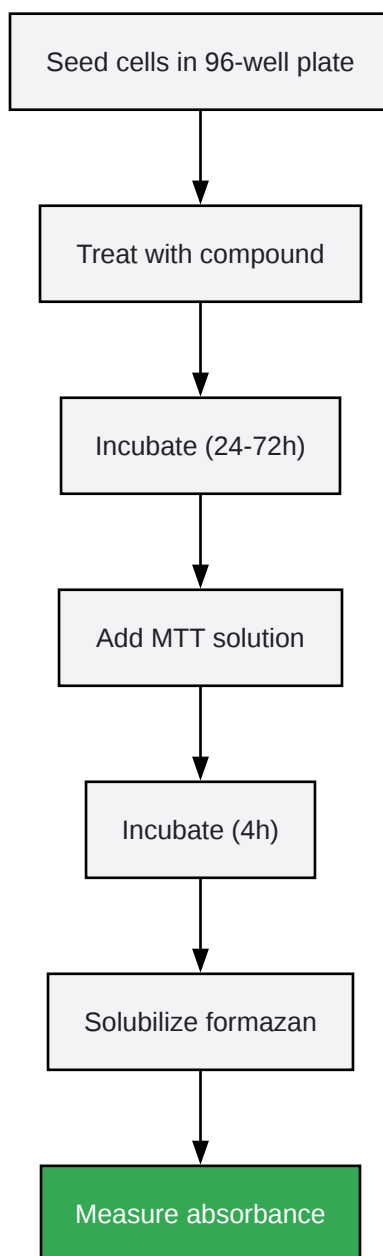 Seed cells in 96-well plate
Treat with compound
Incubate (24-72h)
Add MTT solution
Incubate (4h)
Solubilize formazan
Measure absorbance